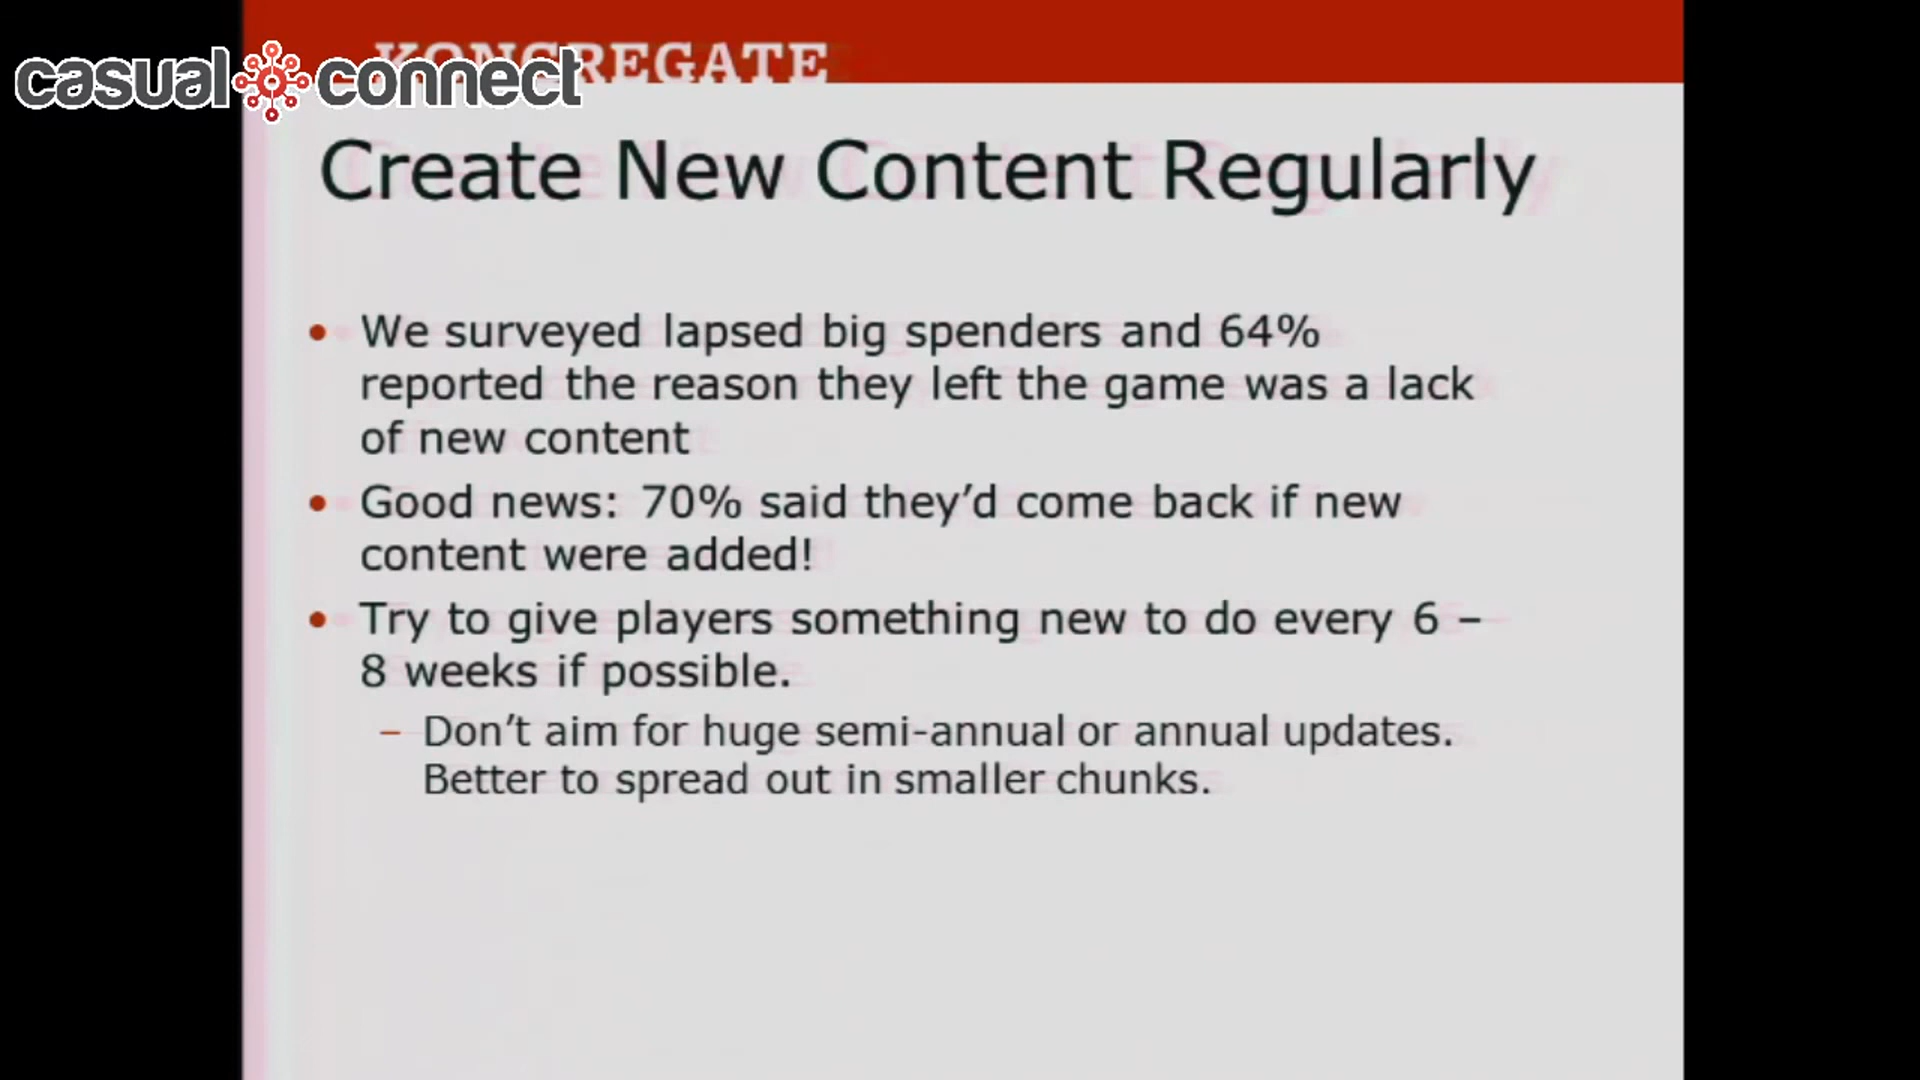 KONGREGATE
casual connect
Create New Content Regularly
• We surveyed lapsed big spenders and 64%
reported the reason they left the game was a lack
of new content
• Good news: 70% said they’d come back if new
content were added!
• Try to give players something new to do every 6 –
8 weeks if possible.
– Don’t aim for huge semi-annual or annual updates.
Better to spread out in smaller chunks.